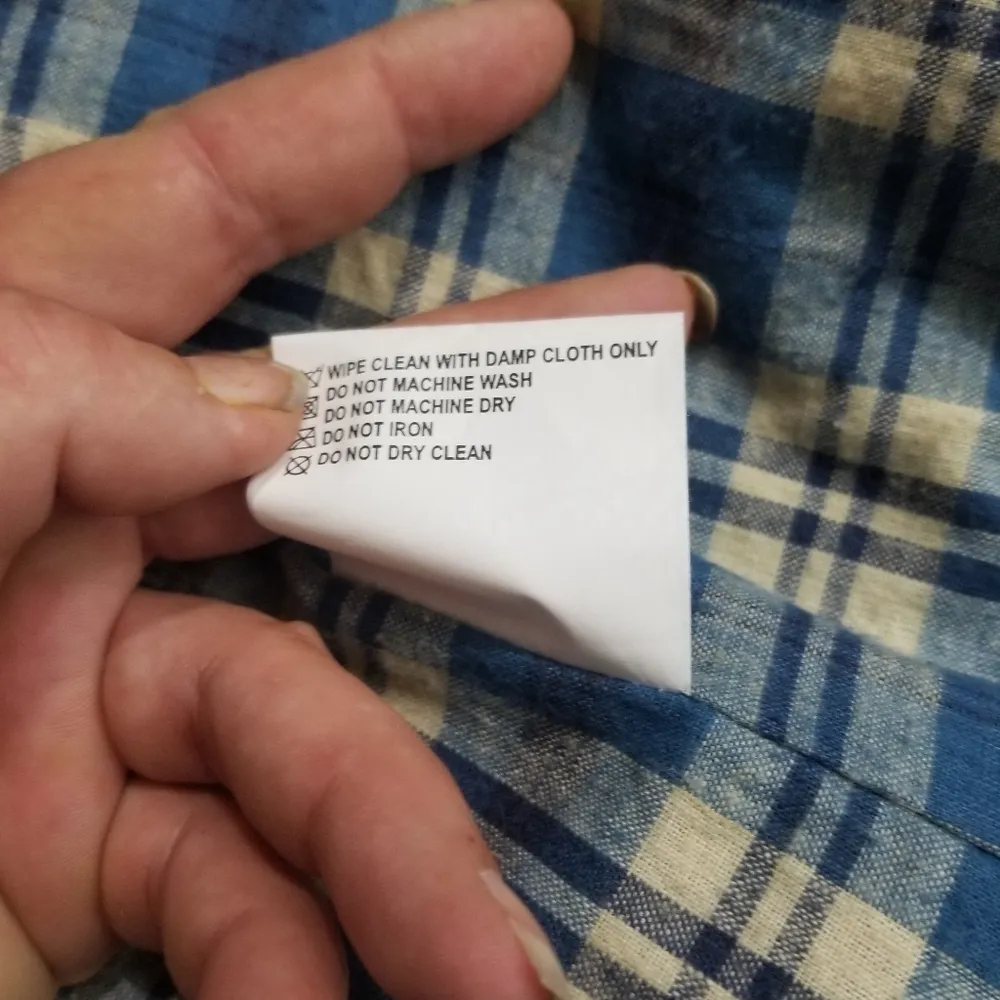 WIPE CLEAN WITH DAMP CLOTH ONLY
DO NOT MACHINE WASH
DO NOT MACHINE DRY
DO NOT IRON
DO NOT DRY CLEAN